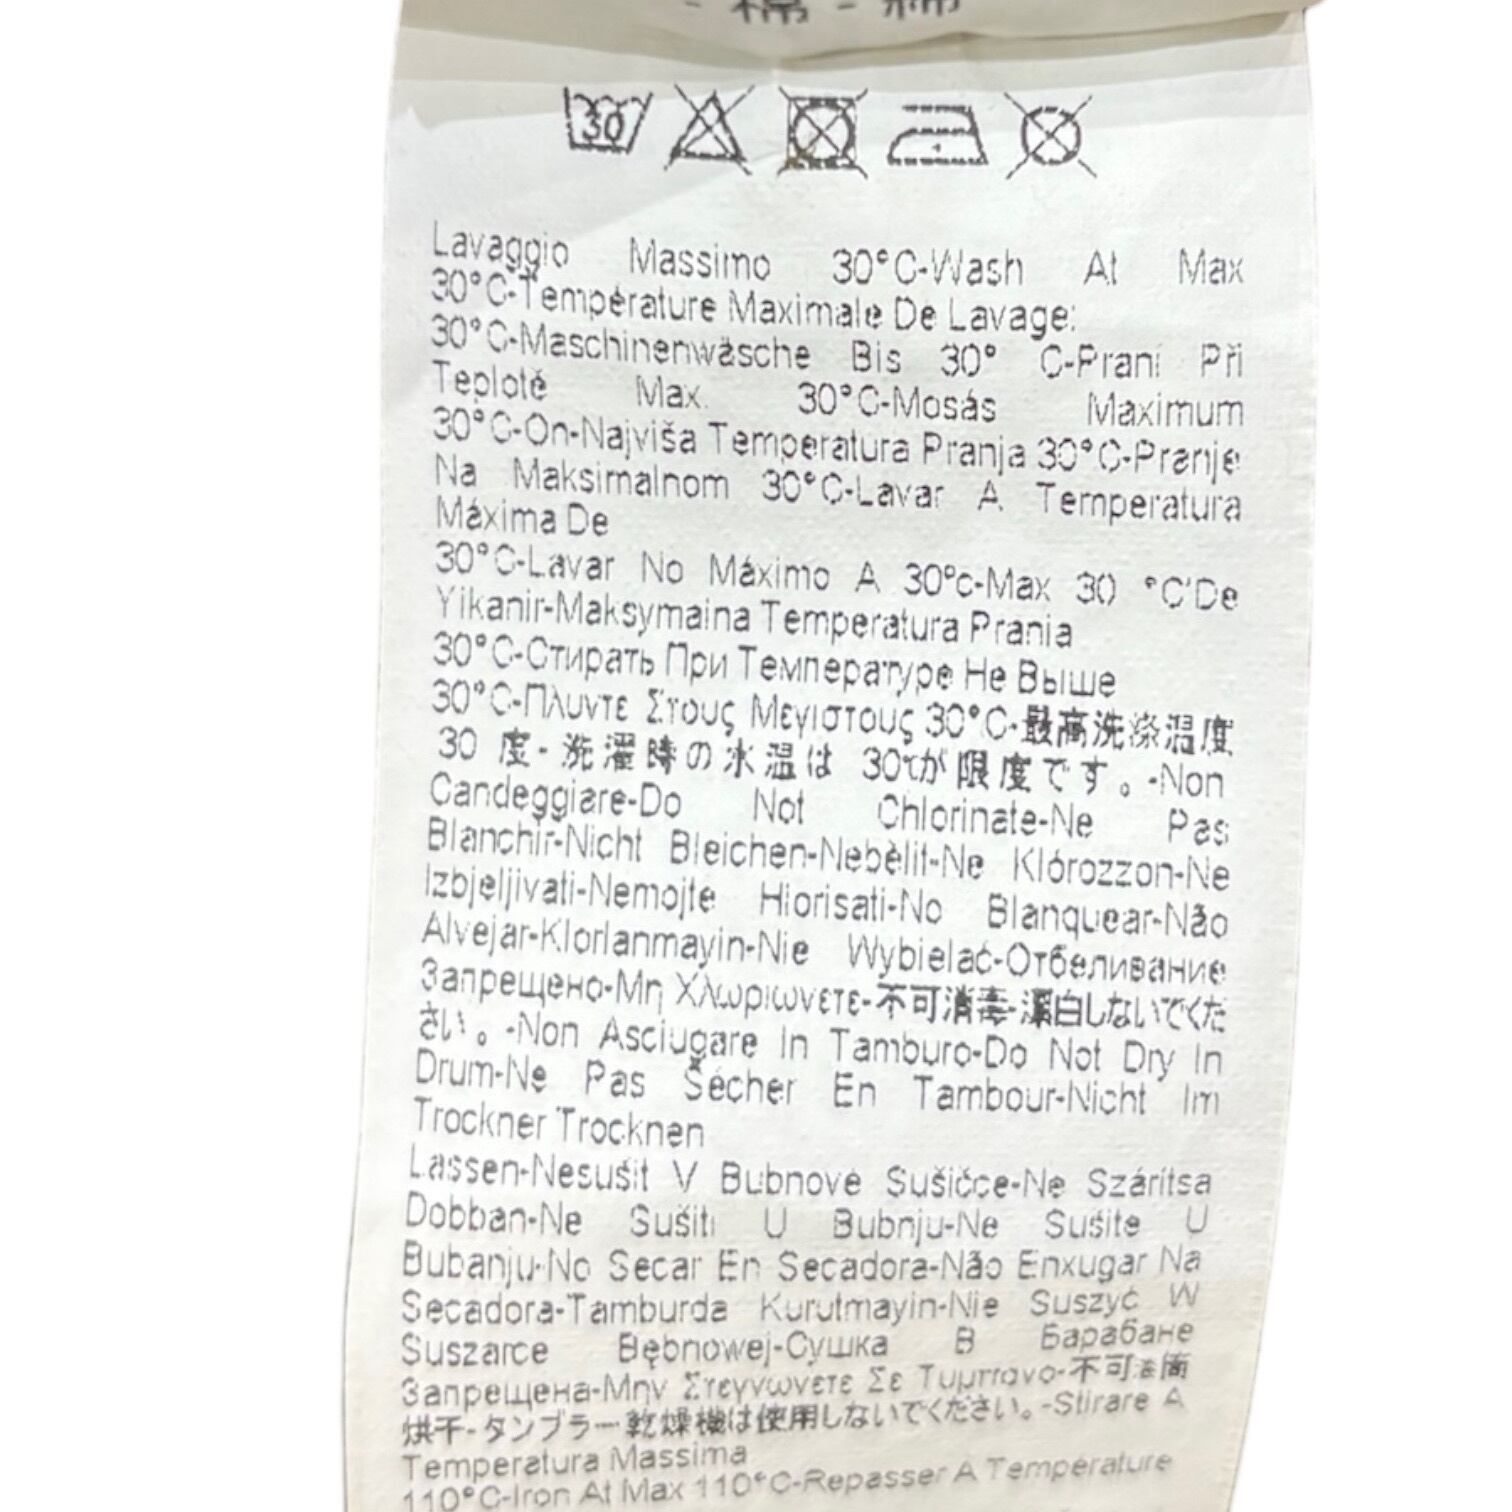 - 棉 - 綿
30
Lavaggio Massimo 30°C-Wash At Max
30°C-Température Maximale De Lavage:
30°C-Maschinenwäsche Bis 30° C-Praní Při
Teplotě Max. 30°C-Mosás Maximum
30°C-On-Najviša Temperatura Pranja 30°C-Pranje
Na Maksimalnom 30°C-Lavar A Temperatura
Máxima De
30°C-Lavar No Máximo A 30°c-Max 30 °C'De
Yikanir-Maksymaina Temperatura Prania
30°C-Стирать При Температуре Не Выше
30°C-Πλυντε Στους Μεγιστους 30°C-最高洗涤温度
30 度- 洗濯時の水温は 30℃が限度です。-Non
Candeggiare-Do Not Chlorinate-Ne Pas
Blanchir-Nicht Bleichen-Nebèlit-Ne Klórozzon-Ne
Izbjeljivati-Nemojte Hiorisati-No Blanquear-Não
Alvejar-Klorlanmayin-Nie Wybielać-Отбеливание
Запрещено-Μη Χλωριωνετε-不可消毒-漂白しないでくだ
さい。-Non Asciugare In Tamburo-Do Not Dry In
Drum-Ne Pas Sécher En Tambour-Nicht Im
Trockner Trocknen
Lassen-Nesušit V Bubnové Sušičce-Ne Szárítsa
Dobban-Ne Sušiti U Bubnju-Ne Sušite U
Bubanju-No Secar En Secadora-Não Enxugar Na
Secadora-Tamburda Kurutmayin-Nie Suszyć W
Suszarce Bębnowej-Сушка В Барабане
Запрещена-Μην Στεγνωνετε Σε Τυμπανο-不可滚筒
烘干-タンブラー乾燥機は使用しないでください。-Stirare A
Temperatura Massima
110°C-Iron At Max 110°C-Repasser A Température